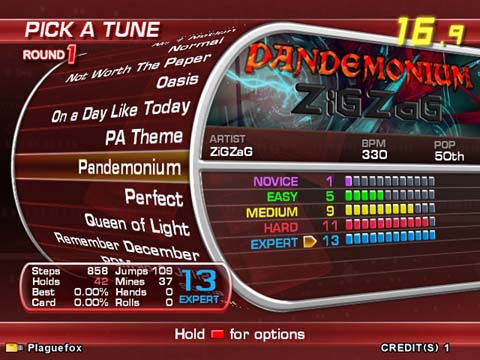 PICK A TUNE
16.9
ROUND 1
Normal
Not Worth The Paper
Oasis
On a Day Like Today
PA Theme
Pandemonium
Perfect
Queen of Light
Remember December
PANDEMONIUM
ZiGZaG
ARTIST
ZiGZaG
BPM
330
POP
50th
NOVICE 1
EASY 5
MEDIUM 9
HARD 11
EXPERT 13
Steps 858 Jumps 109
Holds 42 Mines 37
Best 0.00% Hands 0
Card 0.00% Rolls 0
13
EXPERT
Hold for options
Plaguefox
CREDIT(S) 1